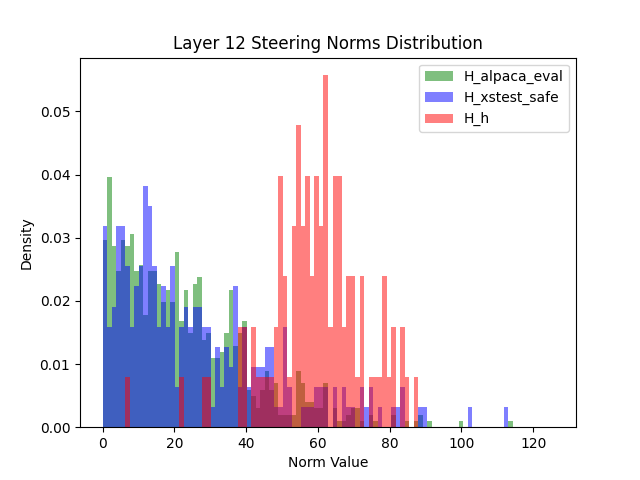 Layer 12 Steering Norms Distribution
H_alpaca_eval
H_xstest_safe
H_h
Density
0.05
0.04
0.03
0.02
0.01
0.00
0 20 40 60 80 100 120
Norm Value